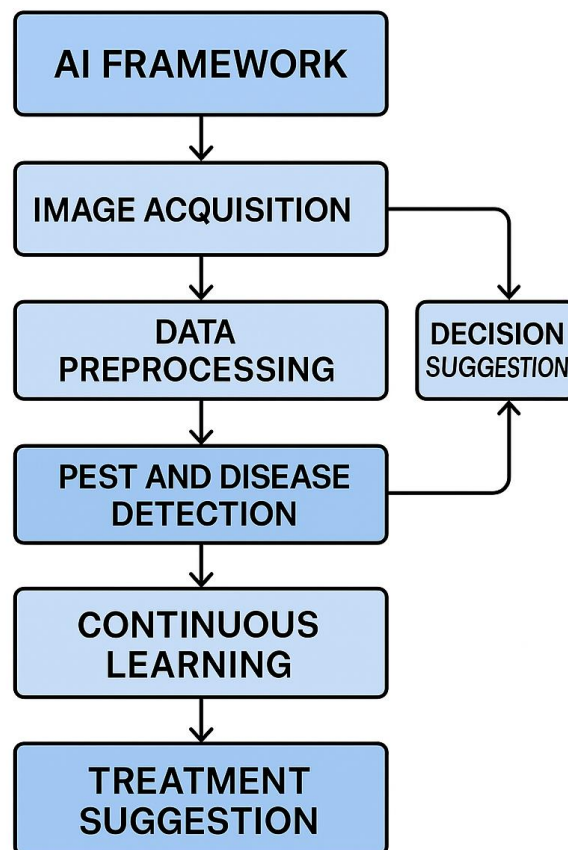 AI FRAMEWORK
IMAGE ACQUISITION
DATA
PREPROCESSING
DECISION
SUGGESTION
PEST AND DISEASE
DETECTION
CONTINUOUS
LEARNING
TREATMENT
SUGGESTION